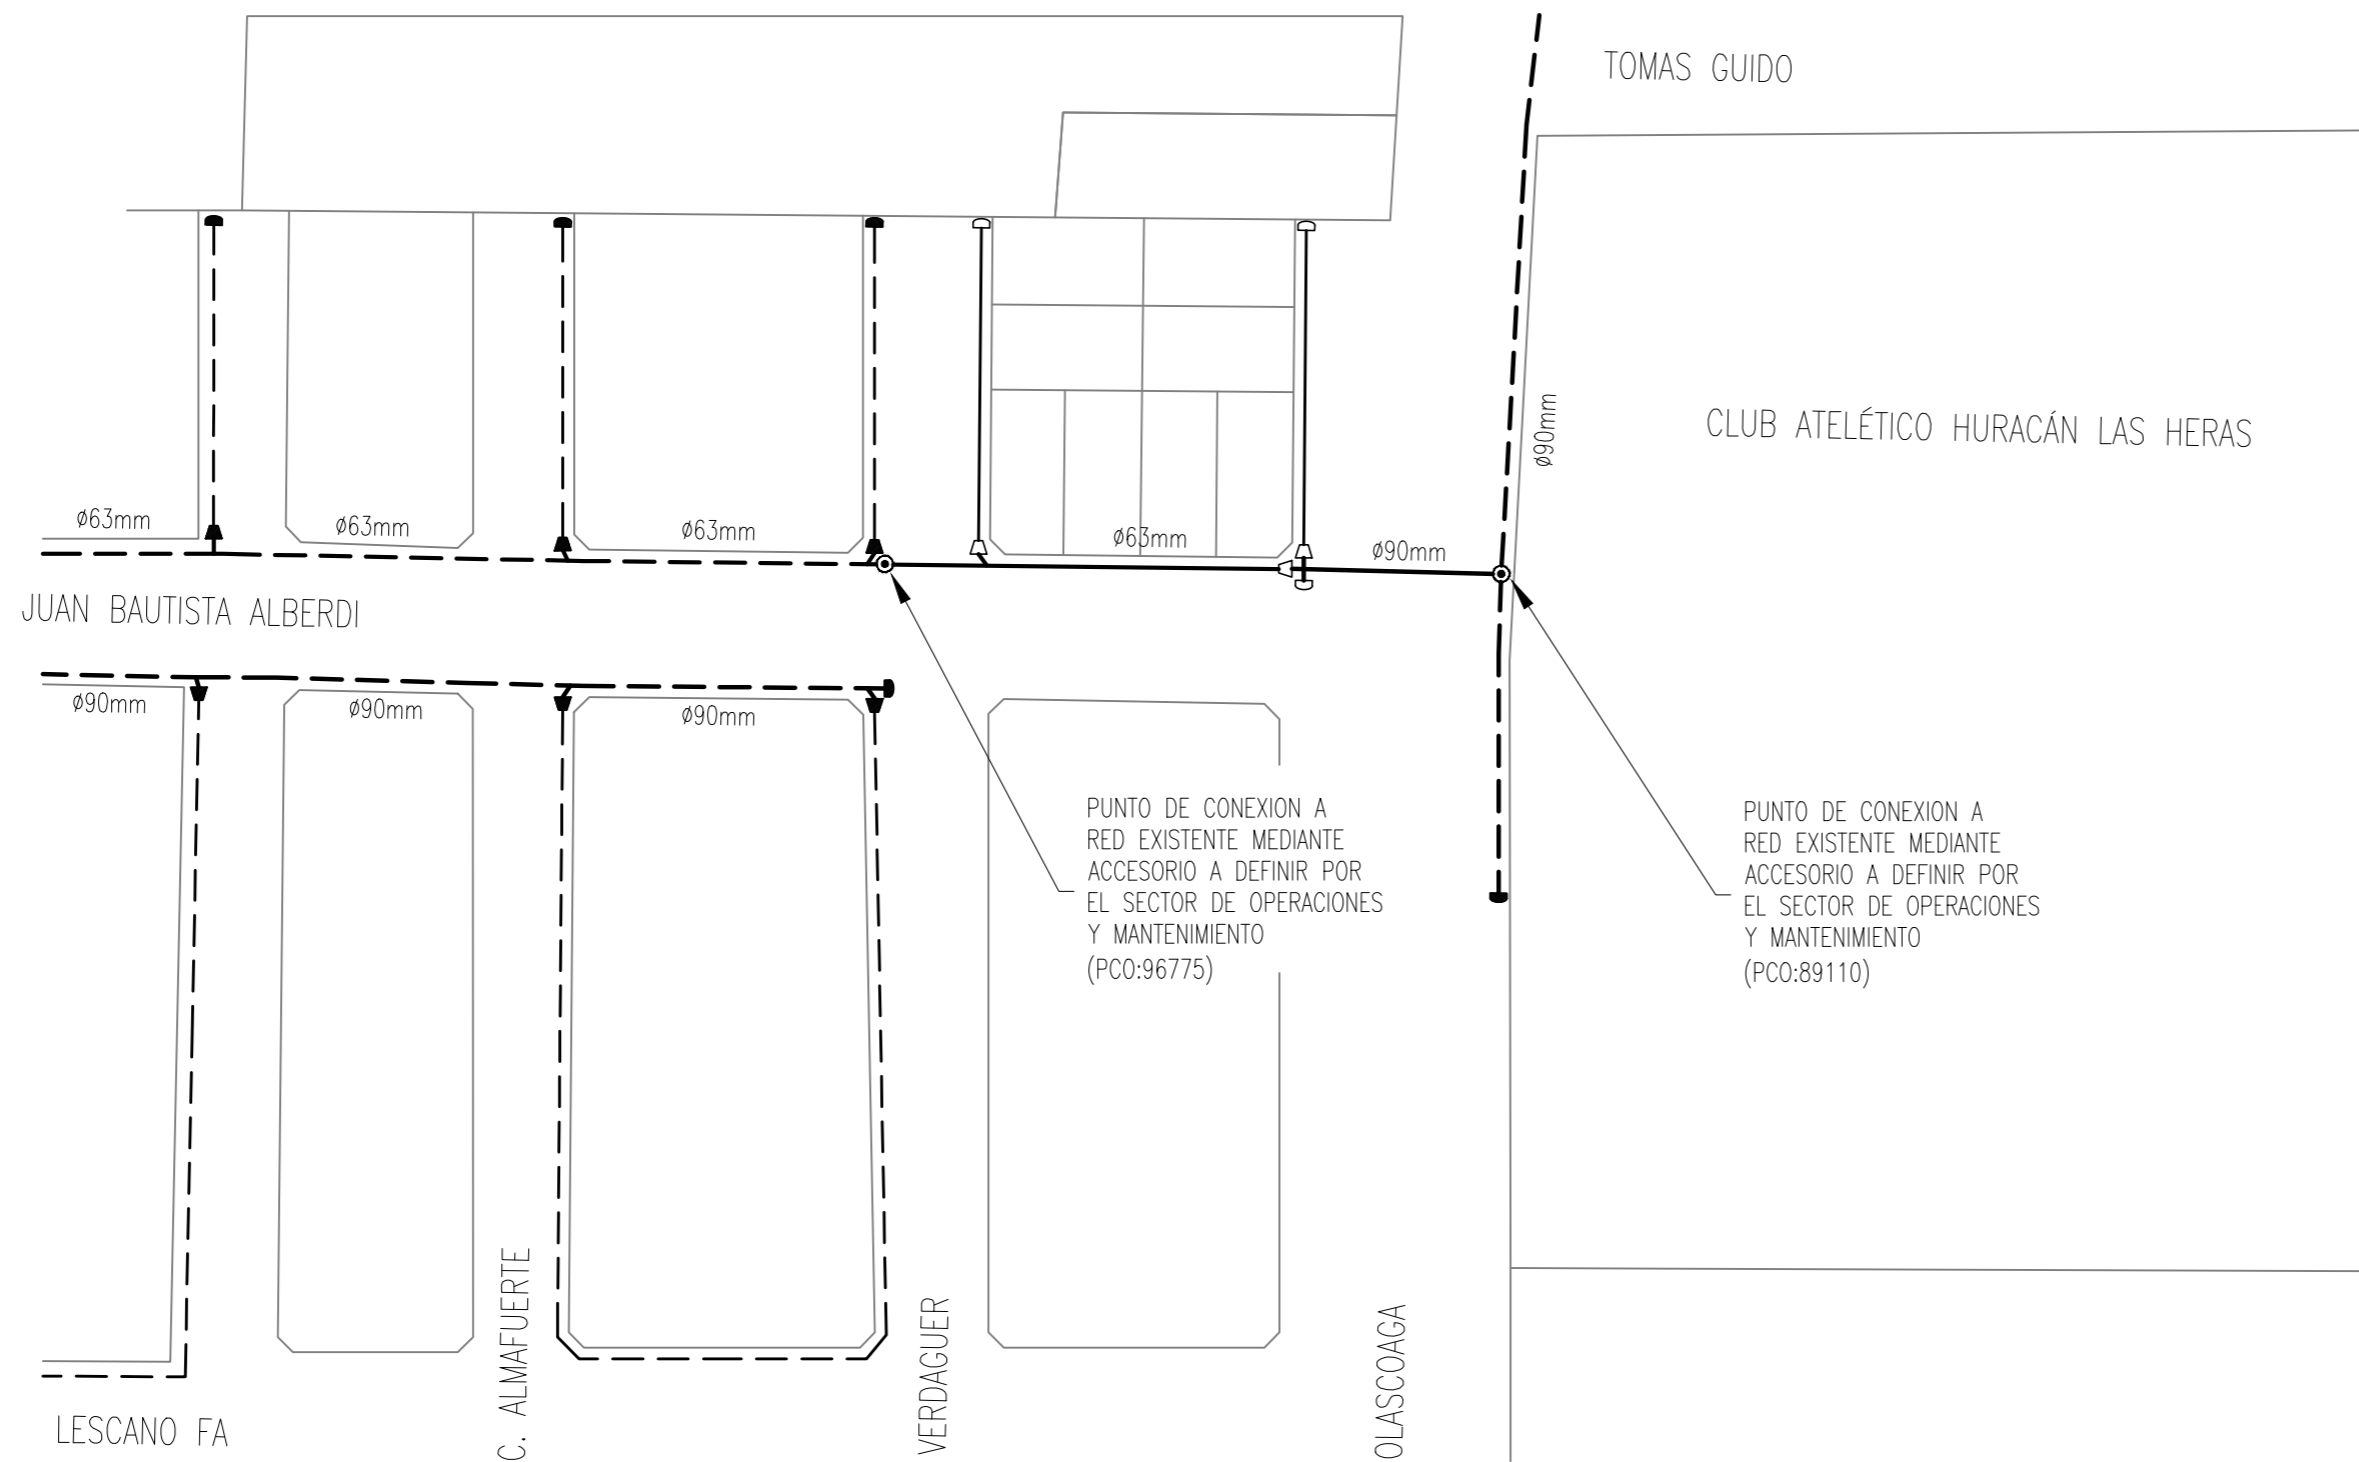 TOMAS GUIDO
CLUB ATELÉTICO HURACÁN LAS HERAS
ø90mm
ø63mm
ø63mm
ø63mm
ø63mm
ø90mm
JUAN BAUTISTA ALBERDI
ø90mm
ø90mm
ø90mm
PUNTO DE CONEXION A
RED EXISTENTE MEDIANTE
ACCESORIO A DEFINIR POR
EL SECTOR DE OPERACIONES
Y MANTENIMIENTO
(PCO:96775)
PUNTO DE CONEXION A
RED EXISTENTE MEDIANTE
ACCESORIO A DEFINIR POR
EL SECTOR DE OPERACIONES
Y MANTENIMIENTO
(PCO:89110)
LESCANO FA
C. ALMAFUERTE
VERDAGUER
OLASCOAGA